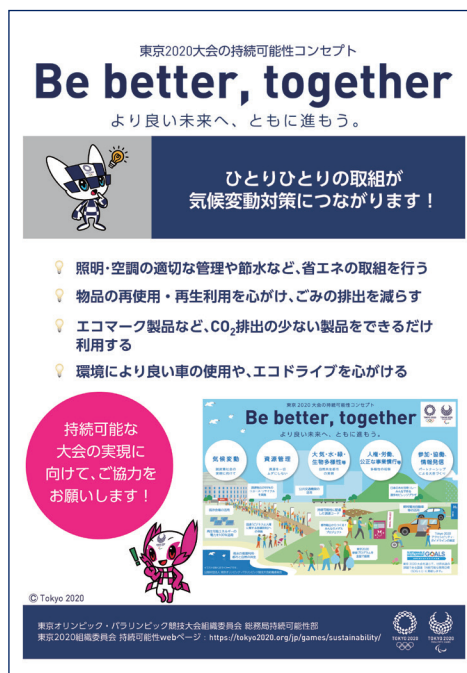 東京2020大会の持続可能性コンセプト
Be better, together
より良い未来へ、ともに進もう。
ひとりひとりの取組が
気候変動対策につながります！
照明・空調の適切な管理や節水など、省エネの取組を行う
物品の再使用・再生利用を心がけ、ごみの排出を減らす
エコマーク製品など、CO₂排出の少ない製品をできるだけ
利用する
環境により良い車の使用や、エコドライブを心がける
持続可能な
大会の実現に
向けて、ご協力を
お願いします！
東京2020大会の持続可能性コンセプト
Be better, together
より良い未来へ、ともに進もう。
気候変動
資源管理
大気・水・緑・
生物多様性
人権・労働、
公正な事業慣行
参加・協働、
情報発信
GOALS
© Tokyo 2020
東京オリンピック・パラリンピック競技大会組織委員会 総務局持続可能性部
東京2020組織委員会 持続可能性webページ：https://tokyo2020.org/jp/games/sustainability/